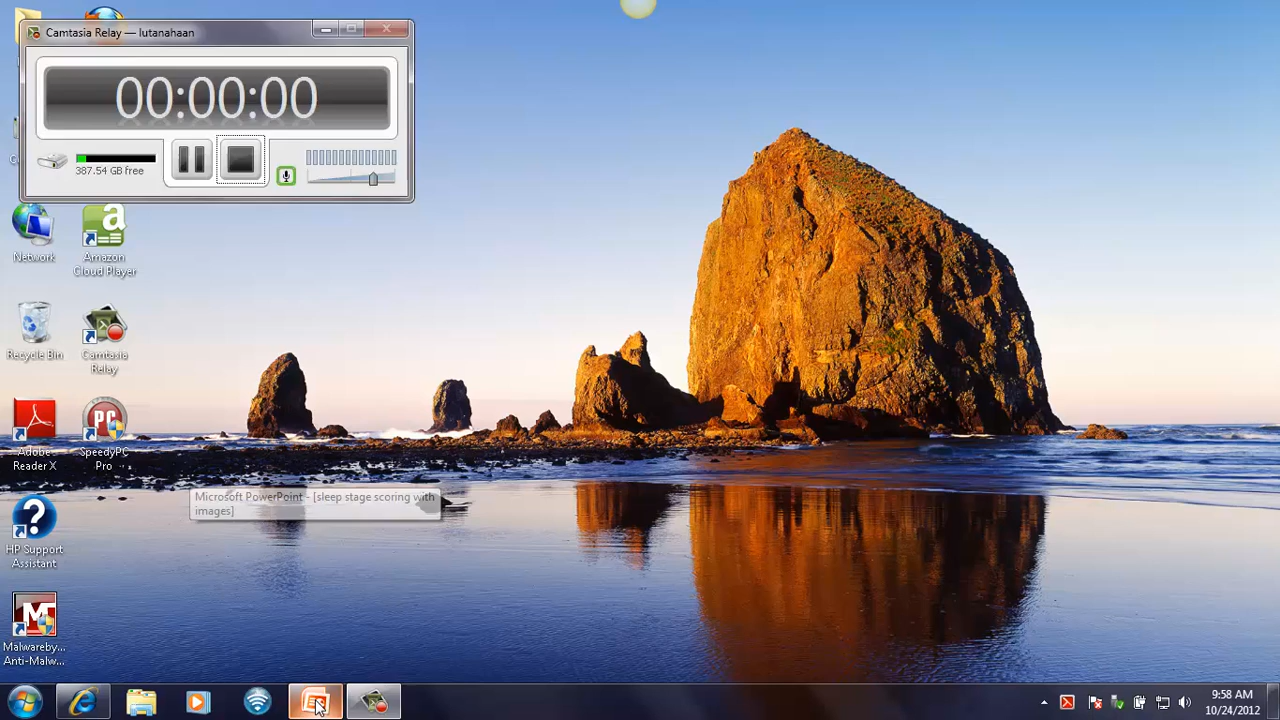 Camtasia Relay — lutanahaan
00:00:00
387.54 GB free
Network
Amazon
Cloud Player
Recycle Bin
Camtasia
Relay
Adobe
Reader X
PC
SpeedyPC
Pro
Microsoft PowerPoint - [sleep stage scoring with
images]
HP Support
Assistant
Malwareby...
Anti-Malw...
9:58 AM
10/24/2012